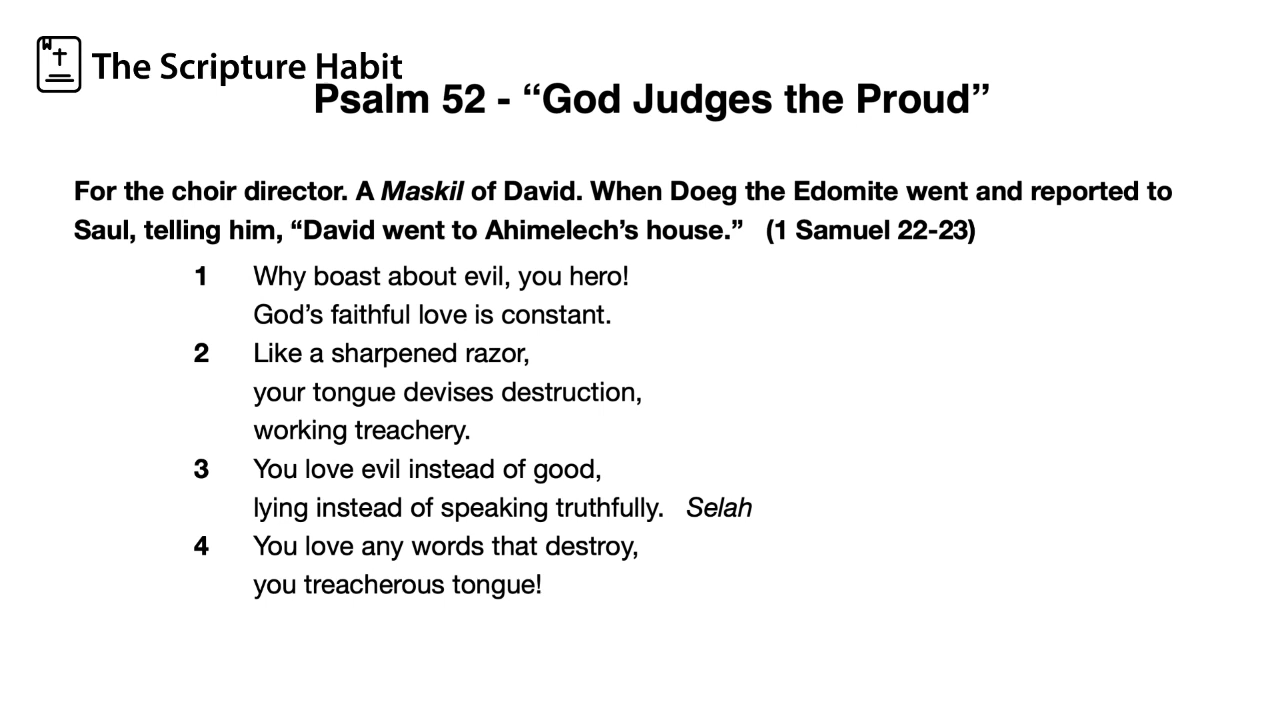 The Scripture Habit
Psalm 52 - “God Judges the Proud”
For the choir director. A Maskil of David. When Doeg the Edomite went and reported to
Saul, telling him, “David went to Ahimelech’s house.” (1 Samuel 22-23)
1 Why boast about evil, you hero!
God’s faithful love is constant.
2 Like a sharpened razor,
your tongue devises destruction,
working treachery.
3 You love evil instead of good,
lying instead of speaking truthfully. Selah
4 You love any words that destroy,
you treacherous tongue!